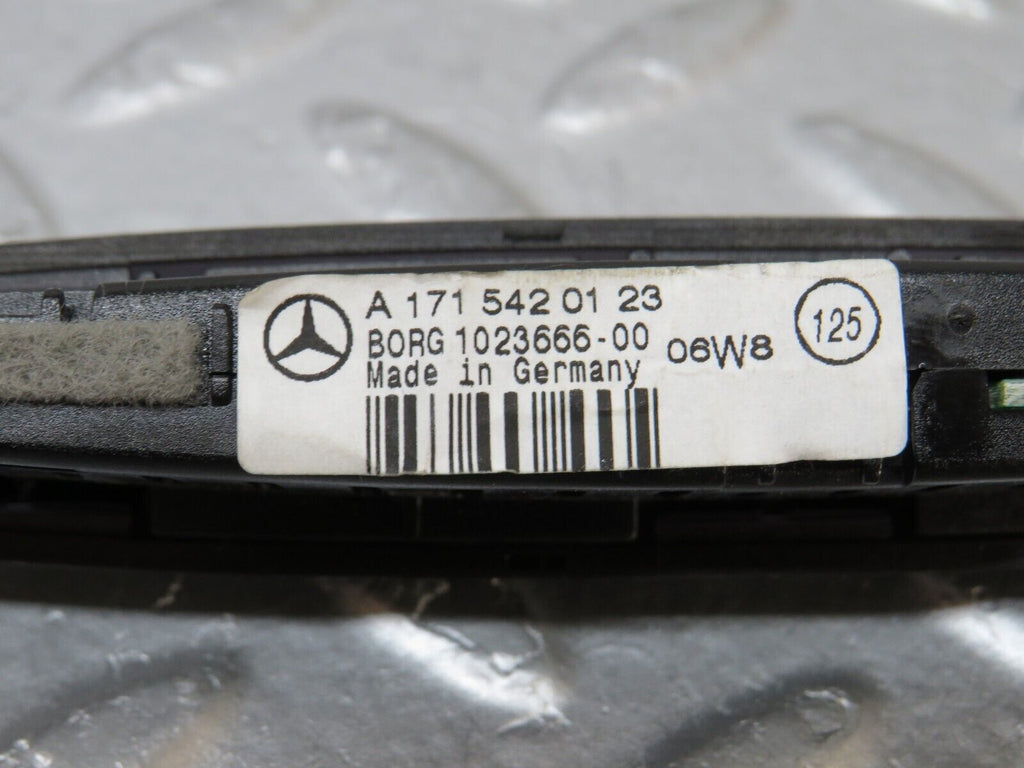 A 171 542 01 23
BORG 1023666-00
Made in Germany
06W8
125